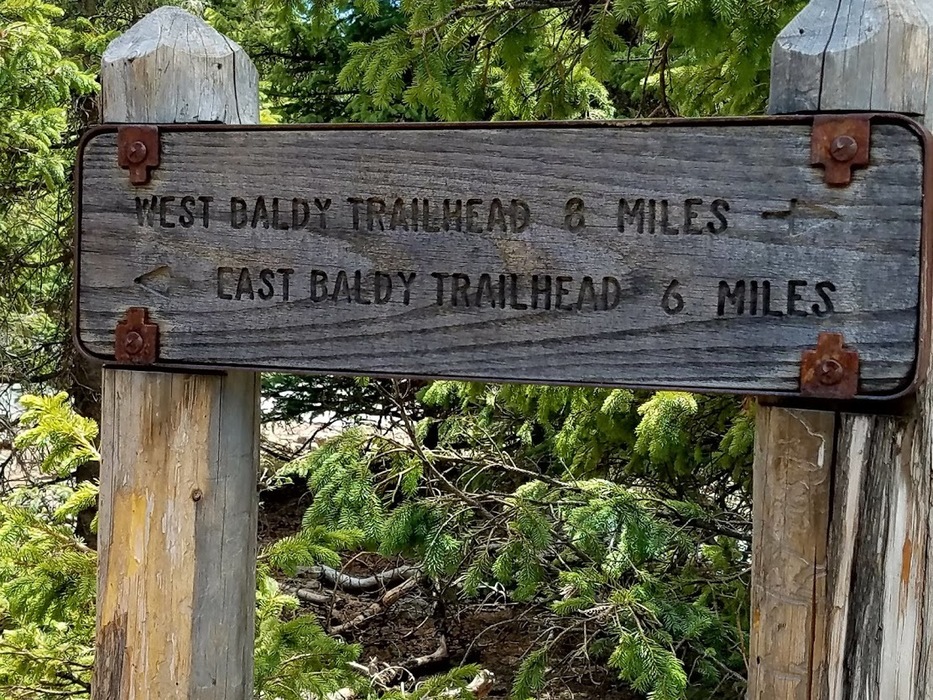 WEST BALDY TRAILHEAD 8 MILES →
< EAST BALDY TRAILHEAD 6 MILES